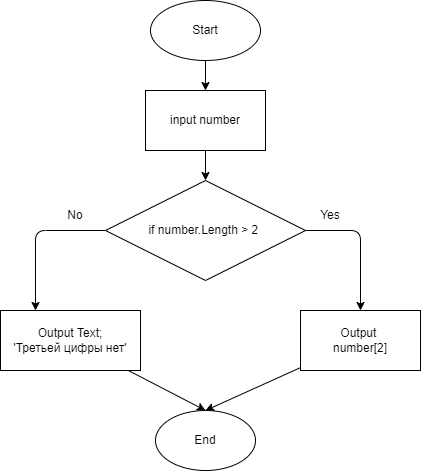 Start
input number
if number.Length > 2
No
Yes
Output Text;
'Третьей цифры нет'
Output
number[2]
End